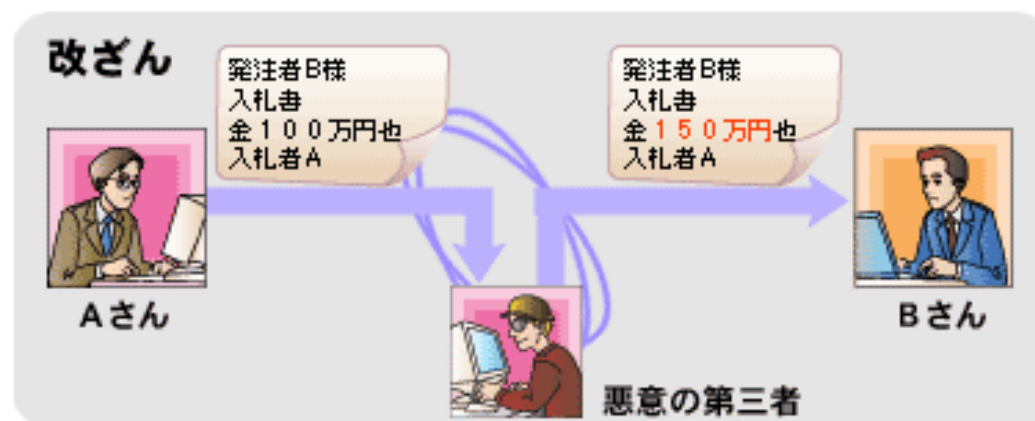 改ざん
発注者B様
入札書
金１００万円也
入札者A
発注者B様
入札書
金１５０万円也
入札者A
Aさん
Bさん
悪意の第三者